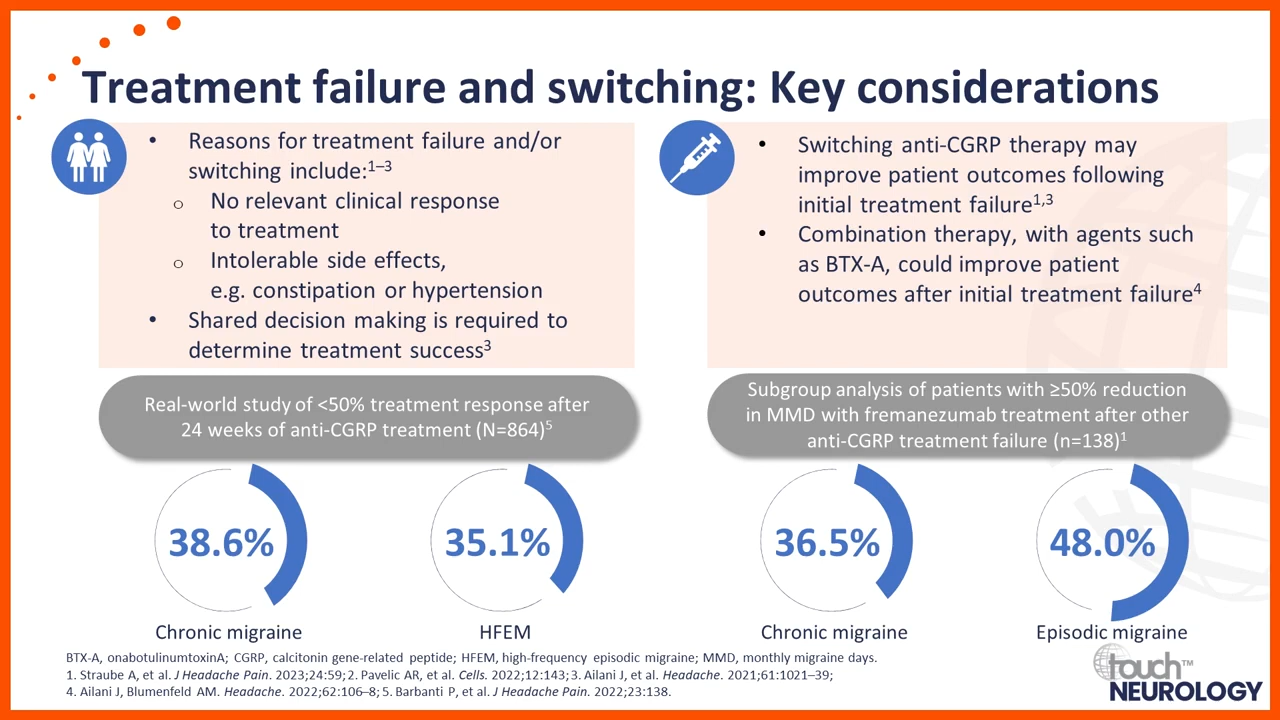 Treatment failure and switching: Key considerations
• Reasons for treatment failure and/or
switching include:1–3
o No relevant clinical response
to treatment
o Intolerable side effects,
e.g. constipation or hypertension
• Shared decision making is required to
determine treatment success3
• Switching anti-CGRP therapy may
improve patient outcomes following
initial treatment failure1,3
• Combination therapy, with agents such
as BTX-A, could improve patient
outcomes after initial treatment failure4
Real-world study of <50% treatment response after
24 weeks of anti-CGRP treatment (N=864)5
Subgroup analysis of patients with ≥50% reduction
in MMD with fremanezumab treatment after other
anti-CGRP treatment failure (n=138)1
38.6%
Chronic migraine
35.1%
HFEM
36.5%
Chronic migraine
48.0%
Episodic migraine
BTX-A, onabotulinumtoxinA; CGRP, calcitonin gene-related peptide; HFEM, high-frequency episodic migraine; MMD, monthly migraine days.
1. Straube A, et al. J Headache Pain. 2023;24:59; 2. Pavelić AR, et al. Cells. 2022;12:143; 3. Ailani J, et al. Headache. 2021;61:1021–39;
4. Ailani J, Blumenfeld AM. Headache. 2022;62:106–8; 5. Barbanti P, et al. J Headache Pain. 2022;23:138.
touch™
NEUROLOGY